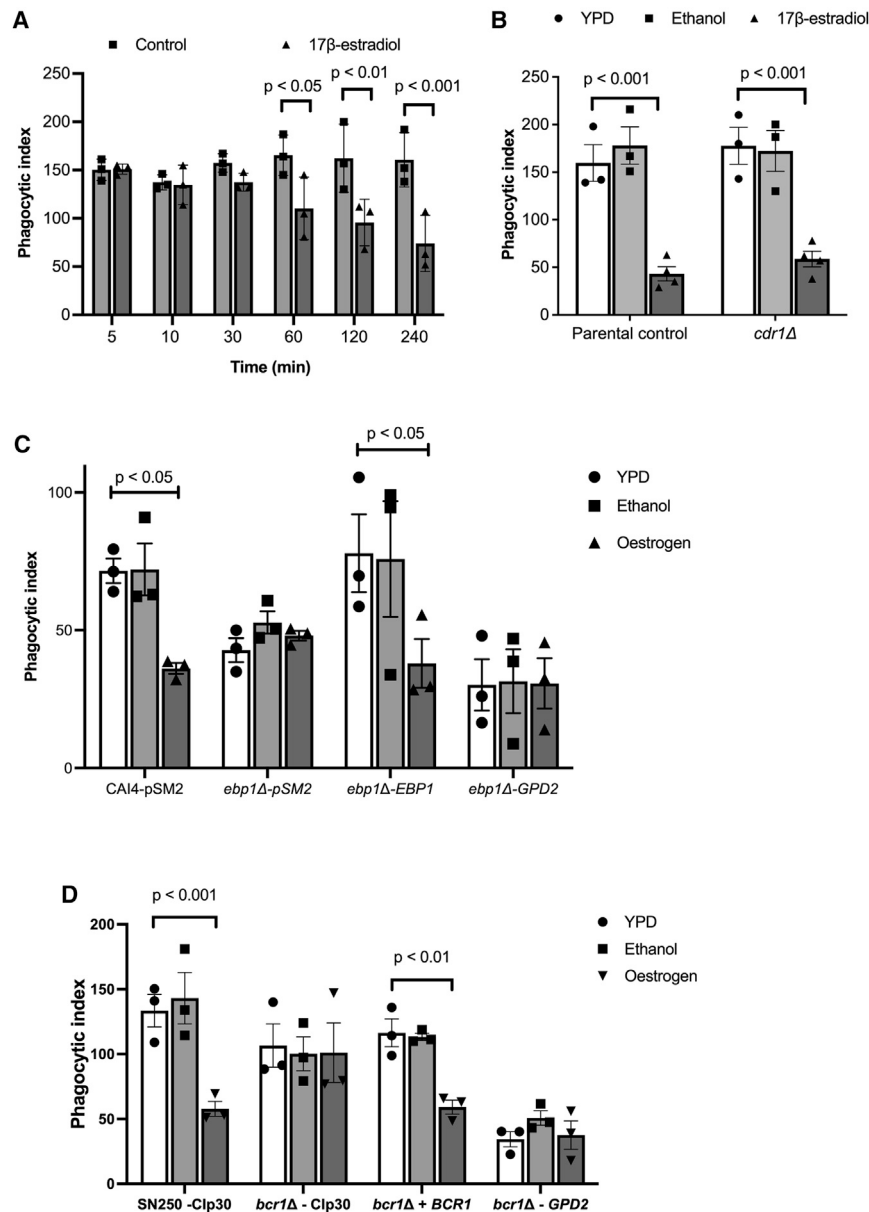 A
Control
17β-estradiol
250
200
150
100
50
0
Phagocytic index
p < 0.05
p < 0.01
p < 0.001
5 10 30 60 120 240
Time (min)
B
YPD Ethanol 17β-estradiol
250
200
150
100
50
0
Phagocytic index
p < 0.001
p < 0.001
Parental control cdr1Δ
C
100
50
0
Phagocytic index
p < 0.05
p < 0.05
YPD
Ethanol
Oestrogen
CAI4-pSM2 ebp1Δ-pSM2 ebp1Δ-EBP1 ebp1Δ-GPD2
D
200
150
100
50
0
Phagocytic index
p < 0.001
p < 0.01
YPD
Ethanol
Oestrogen
SN250 -Clp30 bcr1Δ - Clp30 bcr1Δ + BCR1 bcr1Δ - GPD2